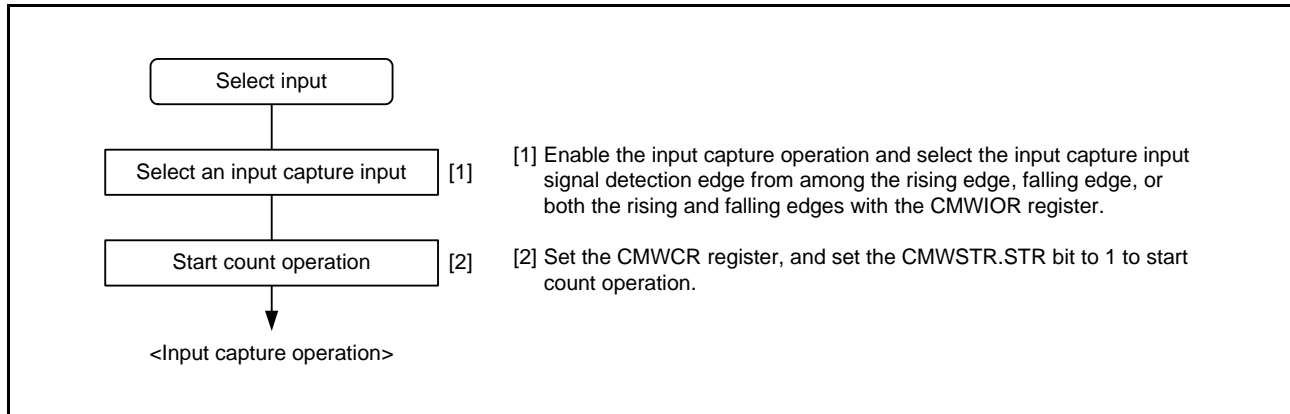 Select input
Select an input capture input
[1]
[1] Enable the input capture operation and select the input capture input
signal detection edge from among the rising edge, falling edge, or
both the rising and falling edges with the CMWIOR register.
Start count operation
[2]
[2] Set the CMWCR register, and set the CMWSTR.STR bit to 1 to start
count operation.
<Input capture operation>